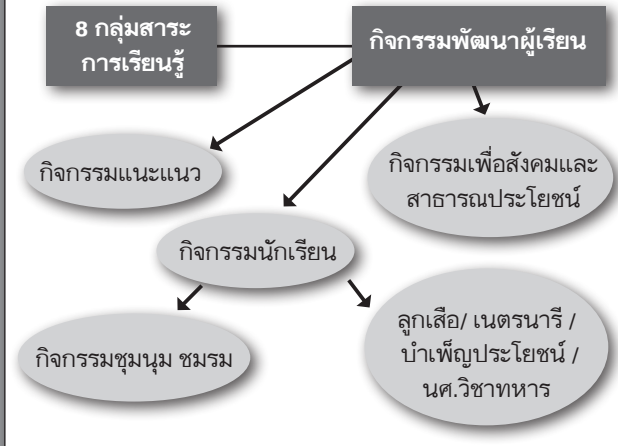 8 กลุ่มสาระ
การเรียนรู้
กิจกรรมพัฒนาผู้เรียน
กิจกรรมแนะแนว
กิจกรรมเพื่อสังคมและ
สาธารณประโยชน์
กิจกรรมนักเรียน
กิจกรรมชุมนุม ชมรม
ลูกเสือ/ เนตรนารี /
บำเพ็ญประโยชน์ /
นศ.วิชาทหาร